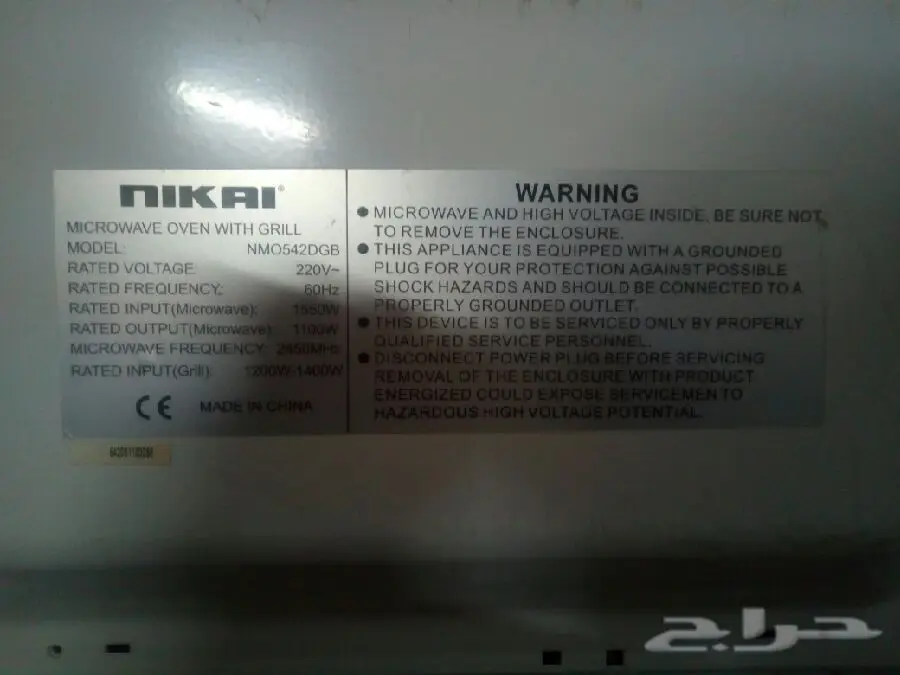 NIKAI®
MICROWAVE OVEN WITH GRILL
MODEL: NMO542DGB
RATED VOLTAGE: 220V~
RATED FREQUENCY: 60Hz
RATED INPUT(Microwave): 1550W
RATED OUTPUT(Microwave): 1100W
MICROWAVE FREQUENCY: 2450MHz
RATED INPUT(Grill): 1200W-1400W
CE MADE IN CHINA
WARNING
● MICROWAVE AND HIGH VOLTAGE INSIDE. BE SURE NOT
TO REMOVE THE ENCLOSURE.
● THIS APPLIANCE IS EQUIPPED WITH A GROUNDED
PLUG FOR YOUR PROTECTION AGAINST POSSIBLE
SHOCK HAZARDS AND SHOULD BE CONNECTED TO A
PROPERLY GROUNDED OUTLET.
● THIS DEVICE IS TO BE SERVICED ONLY BY PROPERLY
QUALIFIED SERVICE PERSONNEL.
● DISCONNECT POWER PLUG BEFORE SERVICING
REMOVAL OF THE ENCLOSURE WITH PRODUCT
ENERGIZED COULD EXPOSE SERVICEMEN TO
HAZARDOUS HIGH VOLTAGE POTENTIAL.
حراج